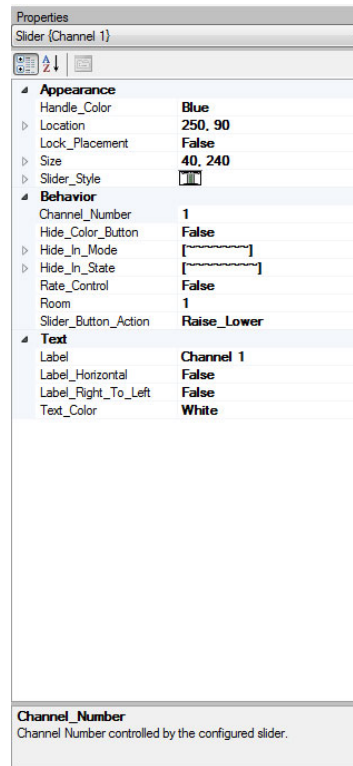 Properties
Slider {Channel 1}
Appearance
Handle_Color Blue
Location 250, 90
Lock_Placement False
Size 40, 240
Slider_Style
Behavior
Channel_Number 1
Hide_Color_Button False
Hide_In_Mode [~~~~~~~~]
Hide_In_State [~~~~~~~~~]
Rate_Control False
Room 1
Slider_Button_Action Raise_Lower
Text
Label Channel 1
Label_Horizontal False
Label_Right_To_Left False
Text_Color White
Channel_Number
Channel Number controlled by the configured slider.